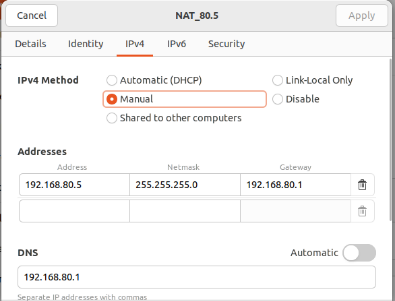 Cancel NAT_80.5 Apply
Details Identity IPv4 IPv6 Security
IPv4 Method Automatic (DHCP) Link-Local Only
Manual Disable
Shared to other computers
Addresses
Address Netmask Gateway
192.168.80.5 255.255.255.0 192.168.80.1
DNS Automatic
192.168.80.1
Separate IP addresses with commas